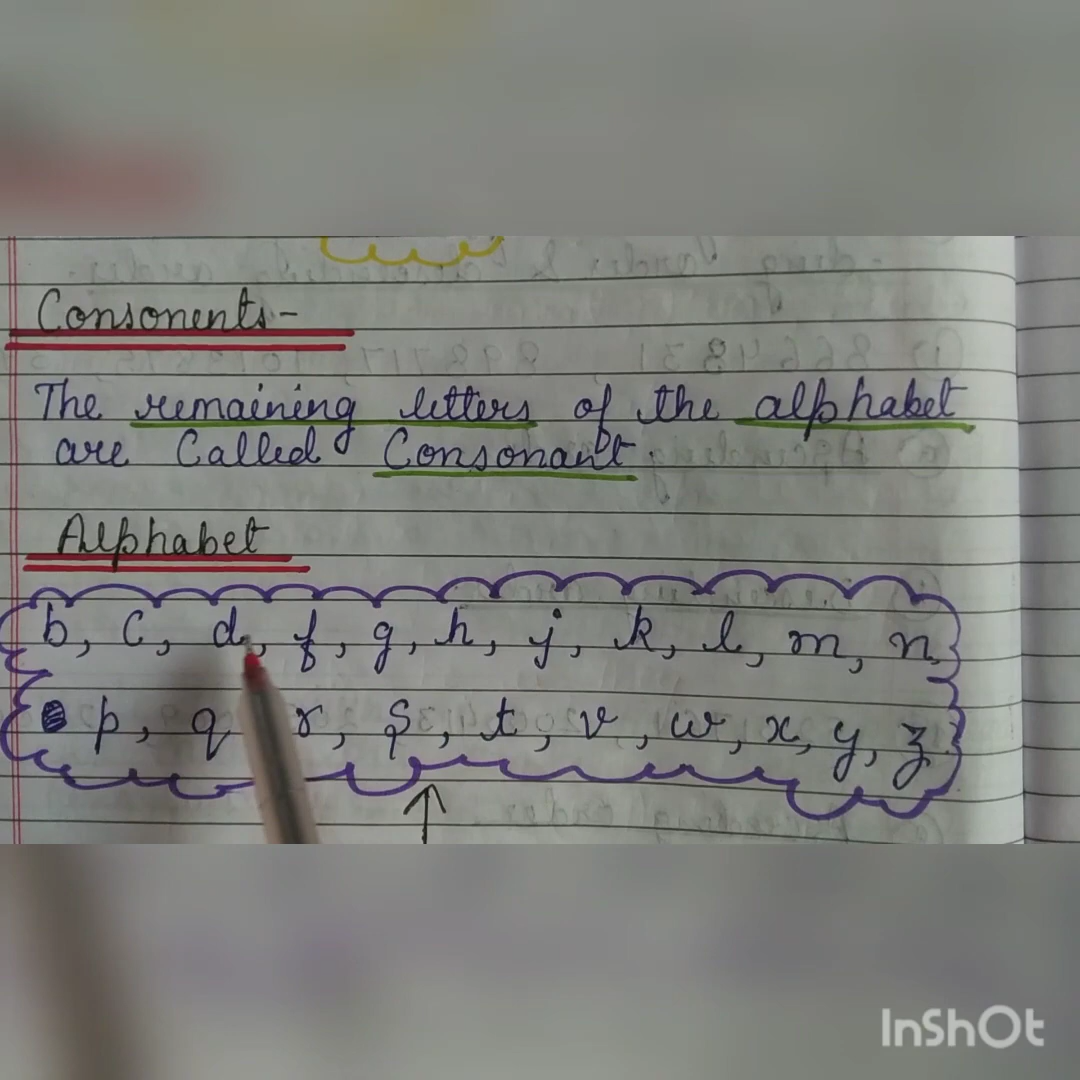 Consonents -
The remaining letters of the alphabet
are Called Consonant.
Alphabet
b, c, d, f, g, h, j, k, l, m, n
p, q r, s, t, v, w, x, y, z
InShOt